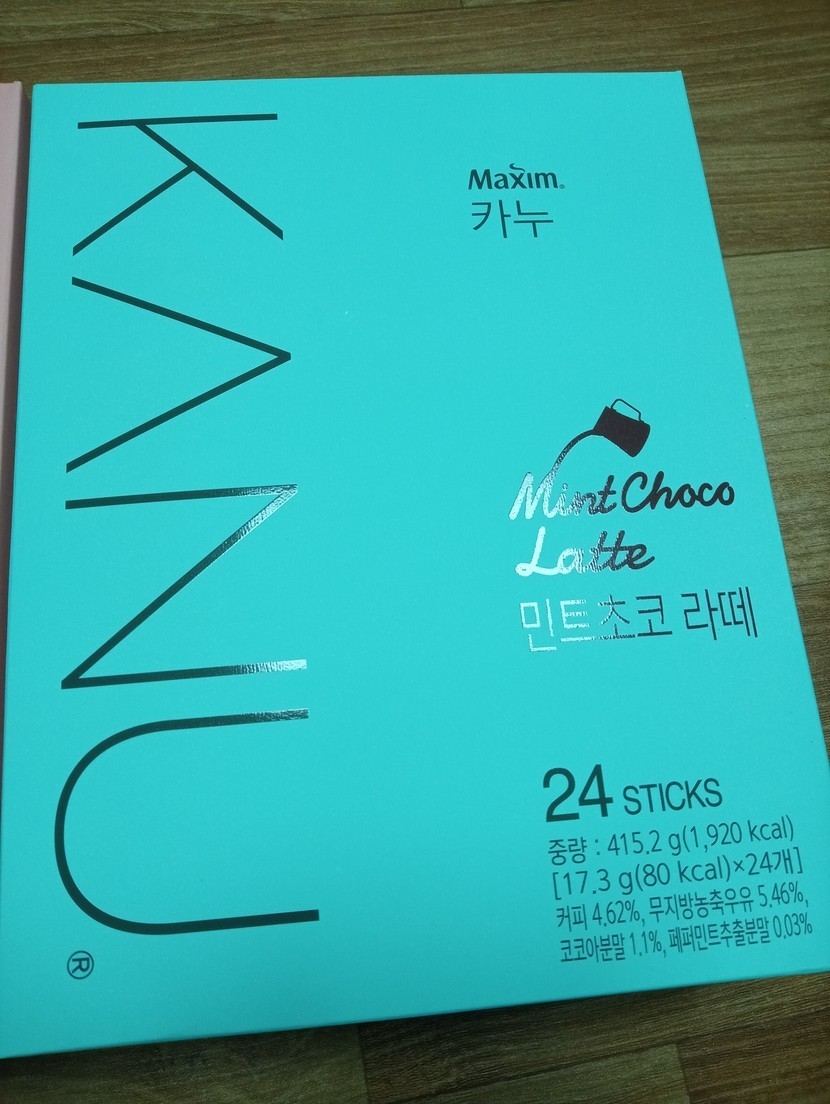 KANU®
Maxim®
카누
Mint Choco
Latte
민트초코 라떼
24 STICKS
중량 : 415.2 g(1,920 kcal)
[17.3 g(80 kcal)×24개]
커피 4.62%, 무지방농축우유 5.46%,
코코아분말 1.1%, 페퍼민트추출분말 0.03%